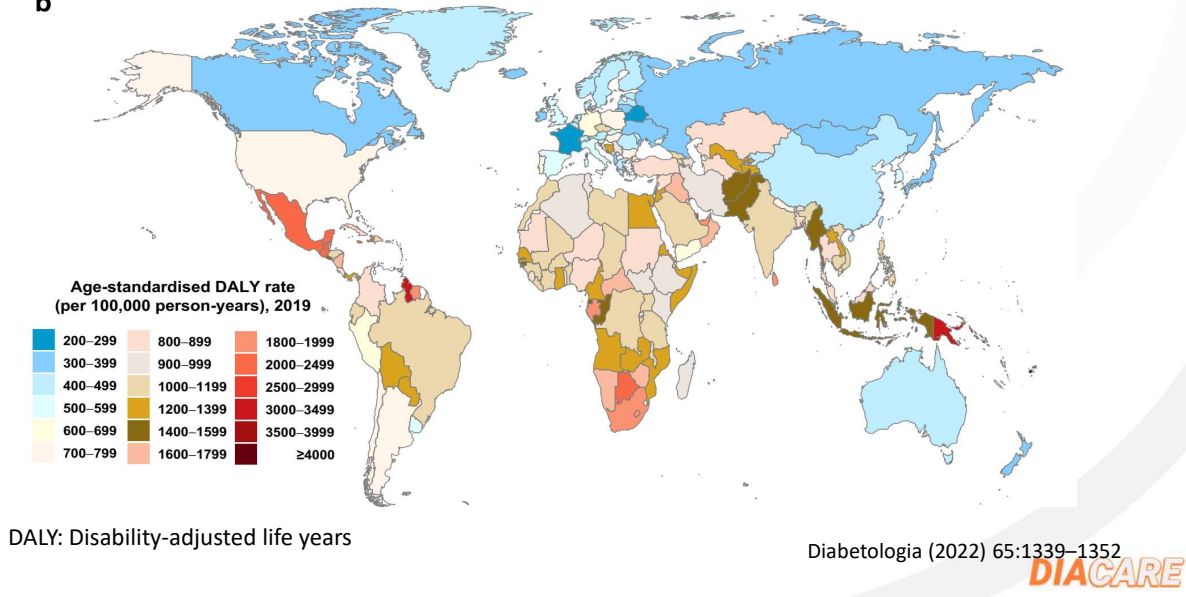 b
Age-standardised DALY rate
(per 100,000 person-years), 2019
200–299 800–899 1800–1999
300–399 900–999 2000–2499
400–499 1000–1199 2500–2999
500–599 1200–1399 3000–3499
600–699 1400–1599 3500–3999
700–799 1600–1799 ≥4000
DALY: Disability-adjusted life years
Diabetologia (2022) 65:1339–1352
DIACARE